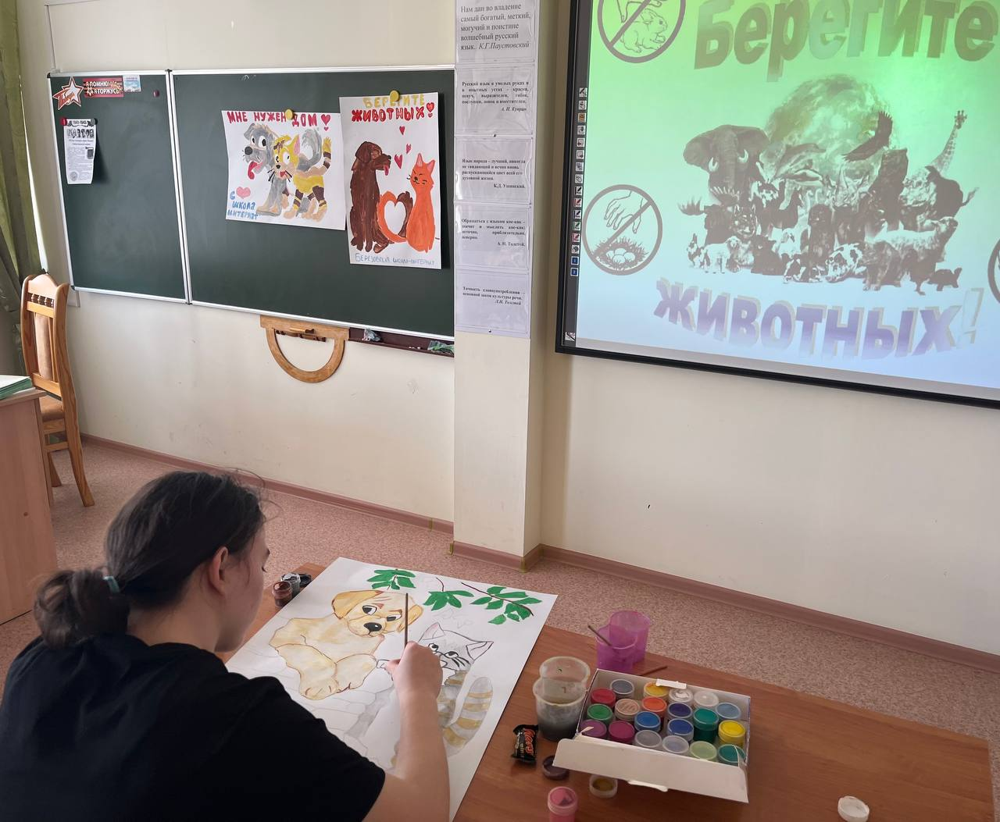 Я ПОМНЮ!
Я ГОРЖУСЬ!
МНЕ НУЖЕН ДОМ!
ШКОЛА
ИНТЕРНАТ
БЕРЕГИТЕ
ЖИВОТНЫХ!
БЕРЕЗОВСКАЯ ШКОЛА-ИНТЕРНАТ
Нам дан во владение
самый богатый, меткий,
могучий и поистине
волшебный русский
язык. К.Г.Паустовский
Русский язык в умелых руках и
в опытных устах - красив,
певуч, выразителен, гибок,
послушен, ловок и вместителен.
А. И. Куприн
Язык народа - лучший, никогда
не увядающий и вечно вновь
распускающийся цвет всей его
духовной жизни.
К.Д. Ушинский.
Обращаться с языком кое-как -
значит и мыслить кое-как:
неточно, приблизительно,
неверно.
А. Н. Толстой.
Точность словоупотребления -
основной закон культуры речи.
Л.Н. Толстой
Берегите
животных!